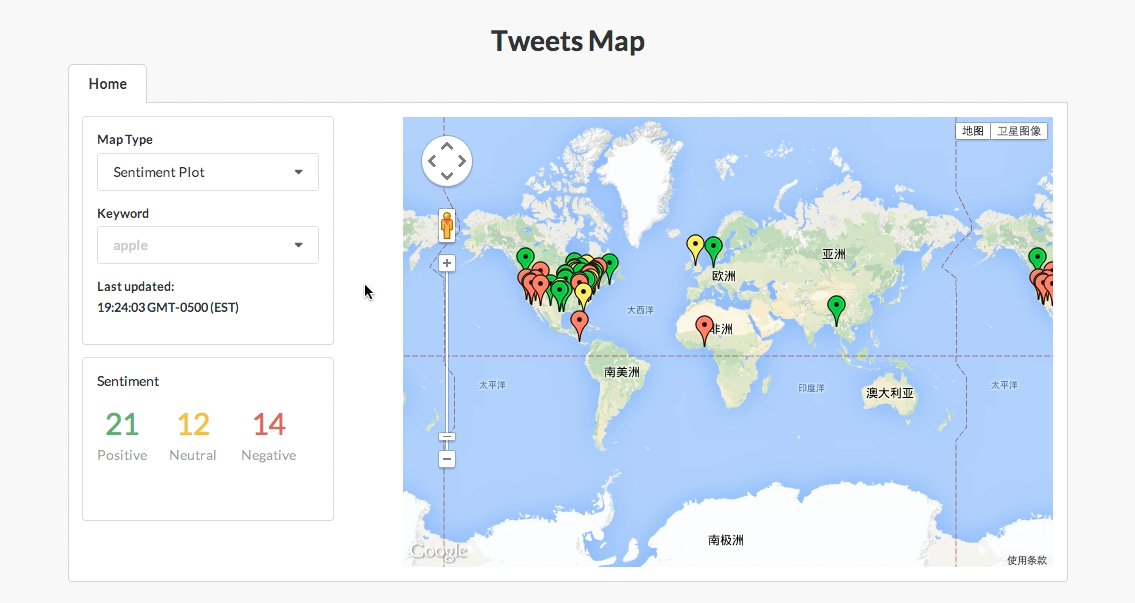 Tweets Map
Home
Map Type
Sentiment Plot
Keyword
apple
Last updated:
19:24:03 GMT-0500 (EST)
Sentiment
21 12 14
Positive Neutral Negative
地图 卫星图像
亚洲
欧洲
大西洋
非洲
南美洲
太平洋
印度洋
太平洋
澳大利亚
南极洲
Google
使用条款